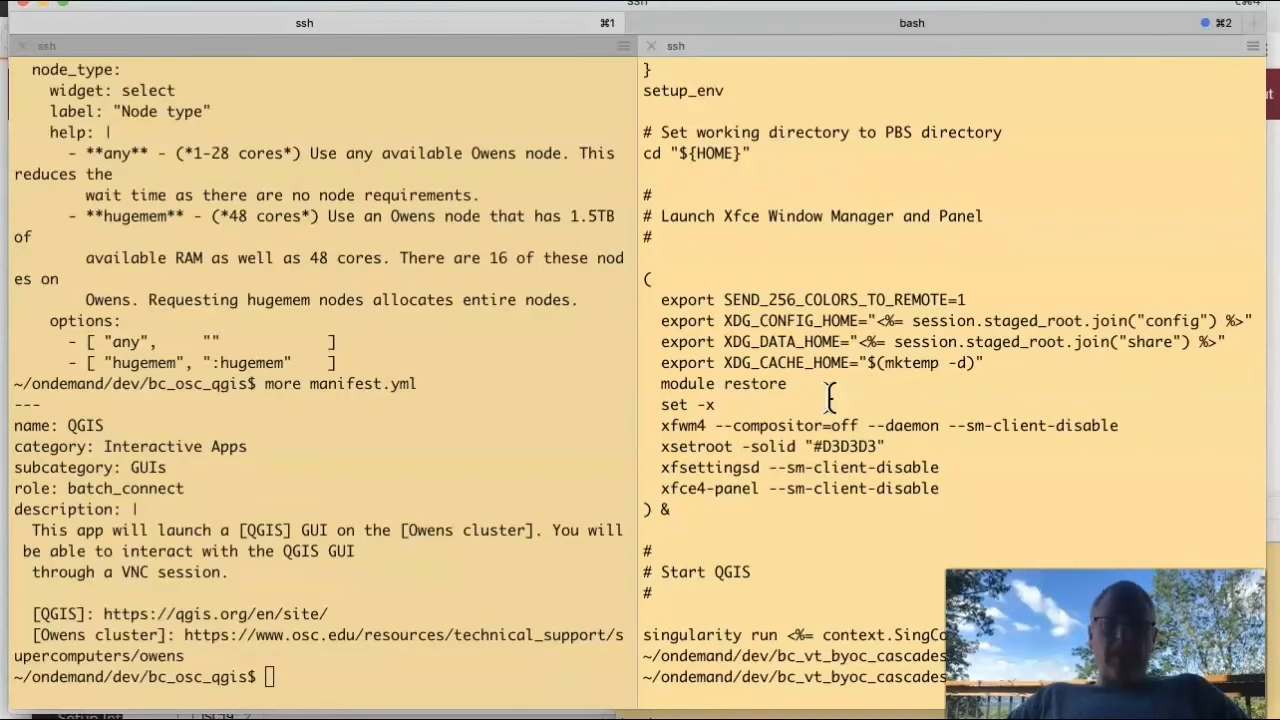 ssh
ssh
⌘1
bash
⌘2
ssh
ssh
node_type:
widget: select
label: "Node type"
help: |
- **any** - (*1-28 cores*) Use any available Owens node. This
reduces the
wait time as there are no node requirements.
- **hugemem** - (*48 cores*) Use an Owens node that has 1.5TB
of
available RAM as well as 48 cores. There are 16 of these nod
es on
Owens. Requesting hugemem nodes allocates entire nodes.
options:
- [ "any",     ""            ]
- [ "hugemem", ":hugemem"    ]
~/ondemand/dev/bc_osc_qgis$ more manifest.yml
---
name: QGIS
category: Interactive Apps
subcategory: GUIs
role: batch_connect
description: |
This app will launch a [QGIS] GUI on the [Owens cluster]. You will
be able to interact with the QGIS GUI
through a VNC session.
[QGIS]: https://qgis.org/en/site/
[Owens cluster]: https://www.osc.edu/resources/technical_support/s
upercomputers/owens
~/ondemand/dev/bc_osc_qgis$
}
setup_env
# Set working directory to PBS directory
cd "${HOME}"
#
# Launch Xfce Window Manager and Panel
#
(
export SEND_256_COLORS_TO_REMOTE=1
export XDG_CONFIG_HOME="<%= session.staged_root.join("config") %>"
export XDG_DATA_HOME="<%= session.staged_root.join("share") %>"
export XDG_CACHE_HOME="$(mktemp -d)"
module restore
set -x
xfwm4 --compositor=off --daemon --sm-client-disable
xsetroot -solid "#D3D3D3"
xfsettingsd --sm-client-disable
xfce4-panel --sm-client-disable
) &
#
# Start QGIS
#
singularity run <%= context.SingCo
~/ondemand/dev/bc_vt_byoc_cascades
~/ondemand/dev/bc_vt_byoc_cascades